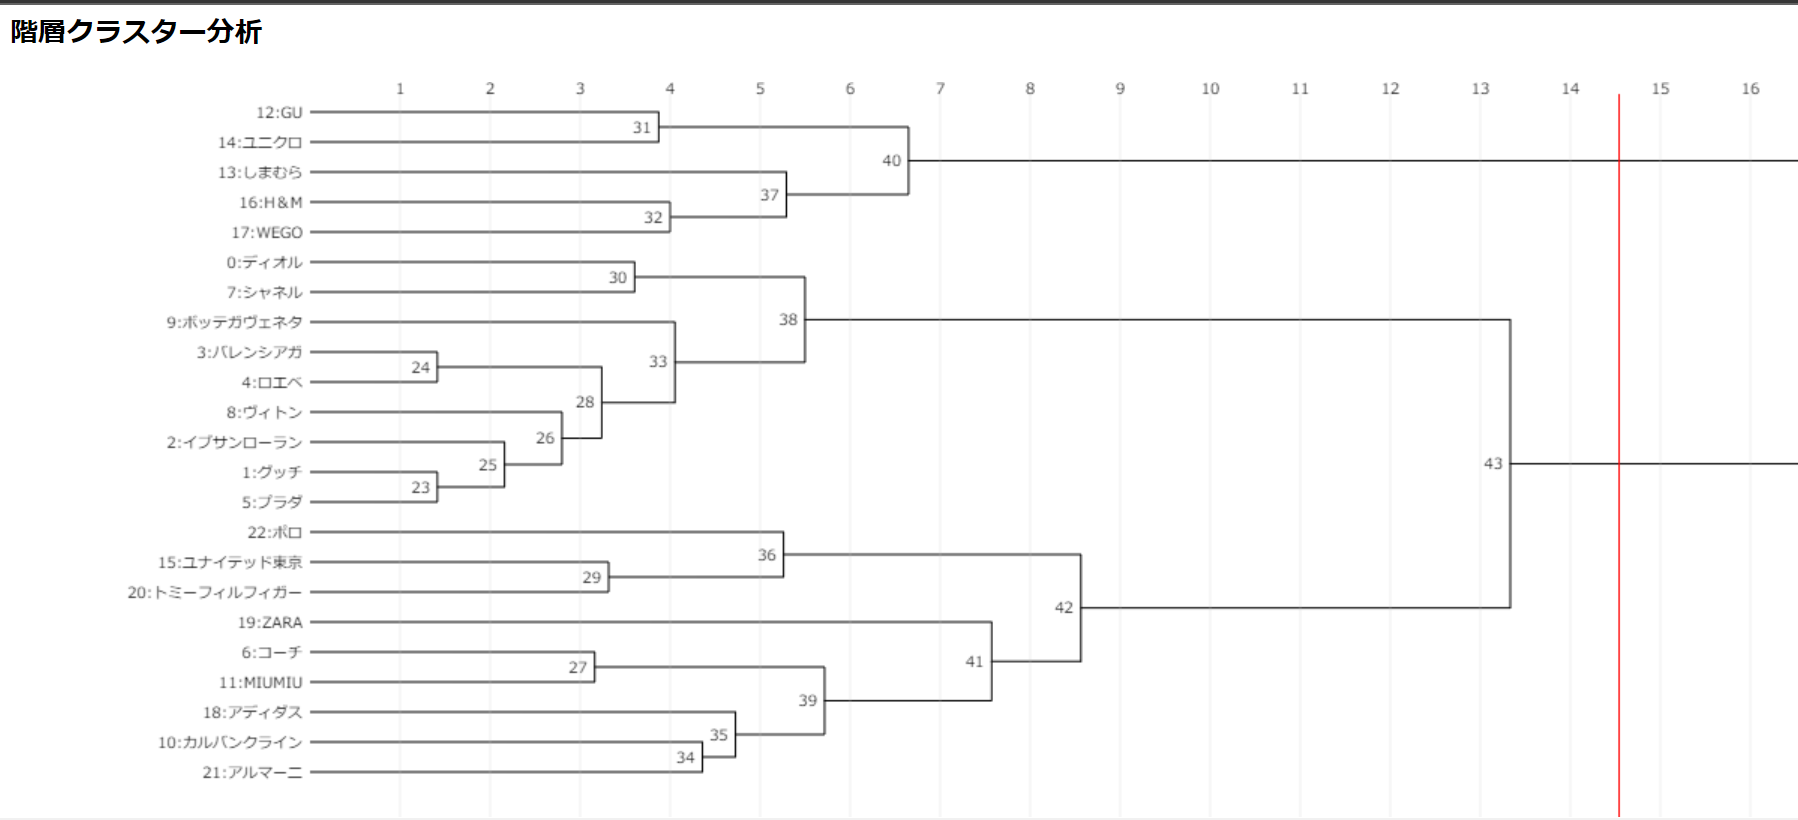 階層クラスター分析
1 2 3 4 5 6 7 8 9 10 11 12 13 14 15 16
12:GU
31
14:ユニクロ
40
13:しまむら
37
16:H&M
32
17:WEGO
0:ディオル
30
7:シャネル
9:ボッテガヴェネタ
38
3:バレンシアガ
33
24
4:ロエベ
28
8:ヴィトン
26
2:イブサンローラン
25
43
1:グッチ
23
5:プラダ
22:ポロ
36
15:ユナイテッド東京
29
20:トミーフィルフィガー
42
19:ZARA
6:コーチ
41
27
11:MIUMIU
39
18:アディダス
35
10:カルバンクライン
34
21:アルマーニ